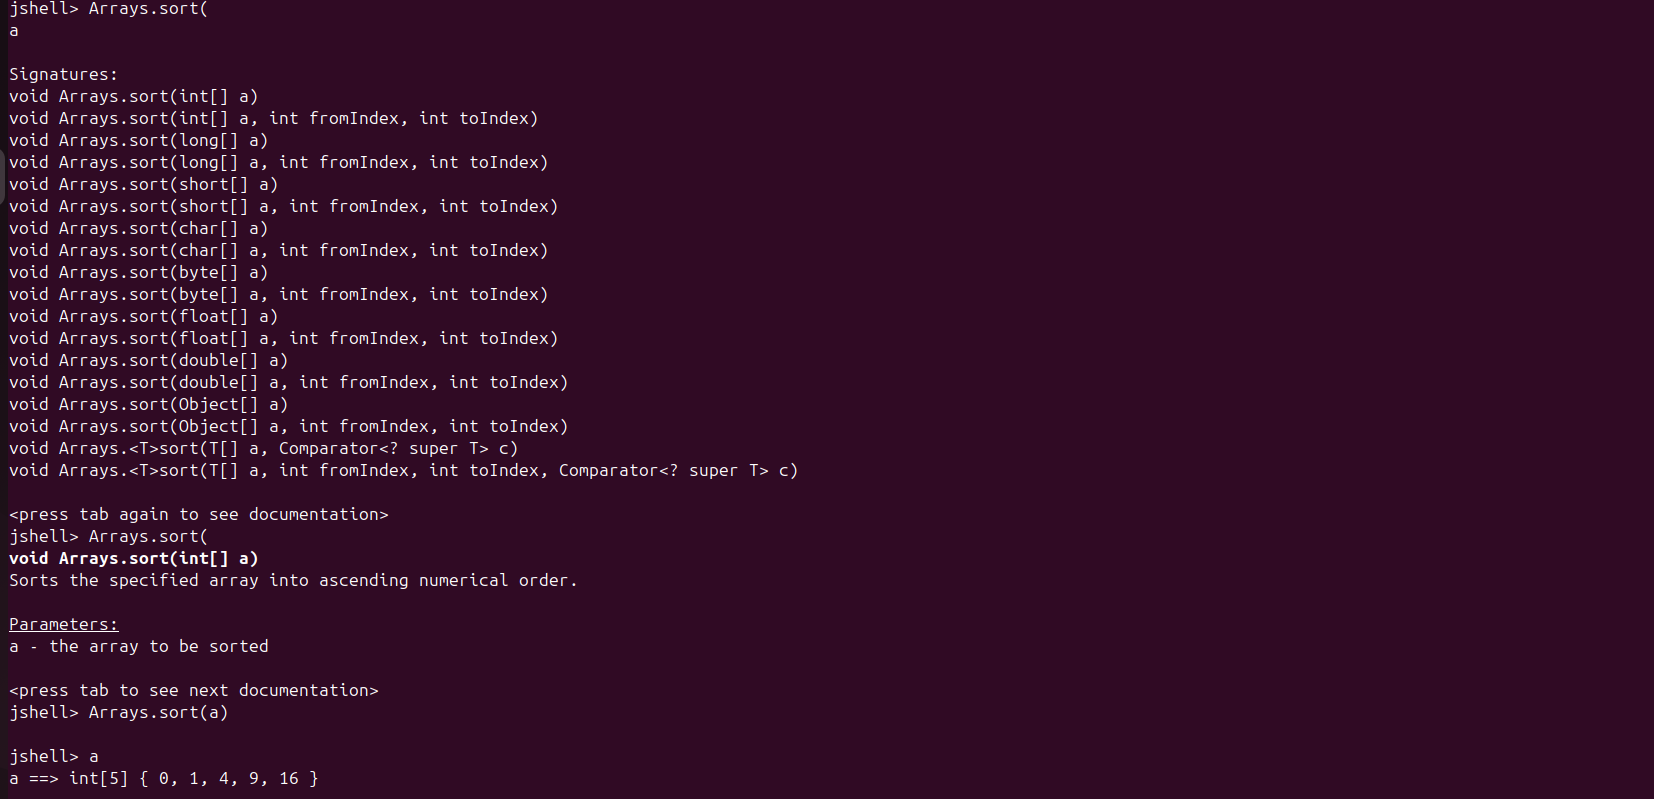 jshell> Arrays.sort(
a
Signatures:
void Arrays.sort(int[] a)
void Arrays.sort(int[] a, int fromIndex, int toIndex)
void Arrays.sort(long[] a)
void Arrays.sort(long[] a, int fromIndex, int toIndex)
void Arrays.sort(short[] a)
void Arrays.sort(short[] a, int fromIndex, int toIndex)
void Arrays.sort(char[] a)
void Arrays.sort(char[] a, int fromIndex, int toIndex)
void Arrays.sort(byte[] a)
void Arrays.sort(byte[] a, int fromIndex, int toIndex)
void Arrays.sort(float[] a)
void Arrays.sort(float[] a, int fromIndex, int toIndex)
void Arrays.sort(double[] a)
void Arrays.sort(double[] a, int fromIndex, int toIndex)
void Arrays.sort(Object[] a)
void Arrays.sort(Object[] a, int fromIndex, int toIndex)
void Arrays.<T>sort(T[] a, Comparator<? super T> c)
void Arrays.<T>sort(T[] a, int fromIndex, int toIndex, Comparator<? super T> c)
<press tab again to see documentation>
jshell> Arrays.sort(
void Arrays.sort(int[] a)
Sorts the specified array into ascending numerical order.
Parameters:
a - the array to be sorted
<press tab to see next documentation>
jshell> Arrays.sort(a)
jshell> a
a ==> int[5] { 0, 1, 4, 9, 16 }